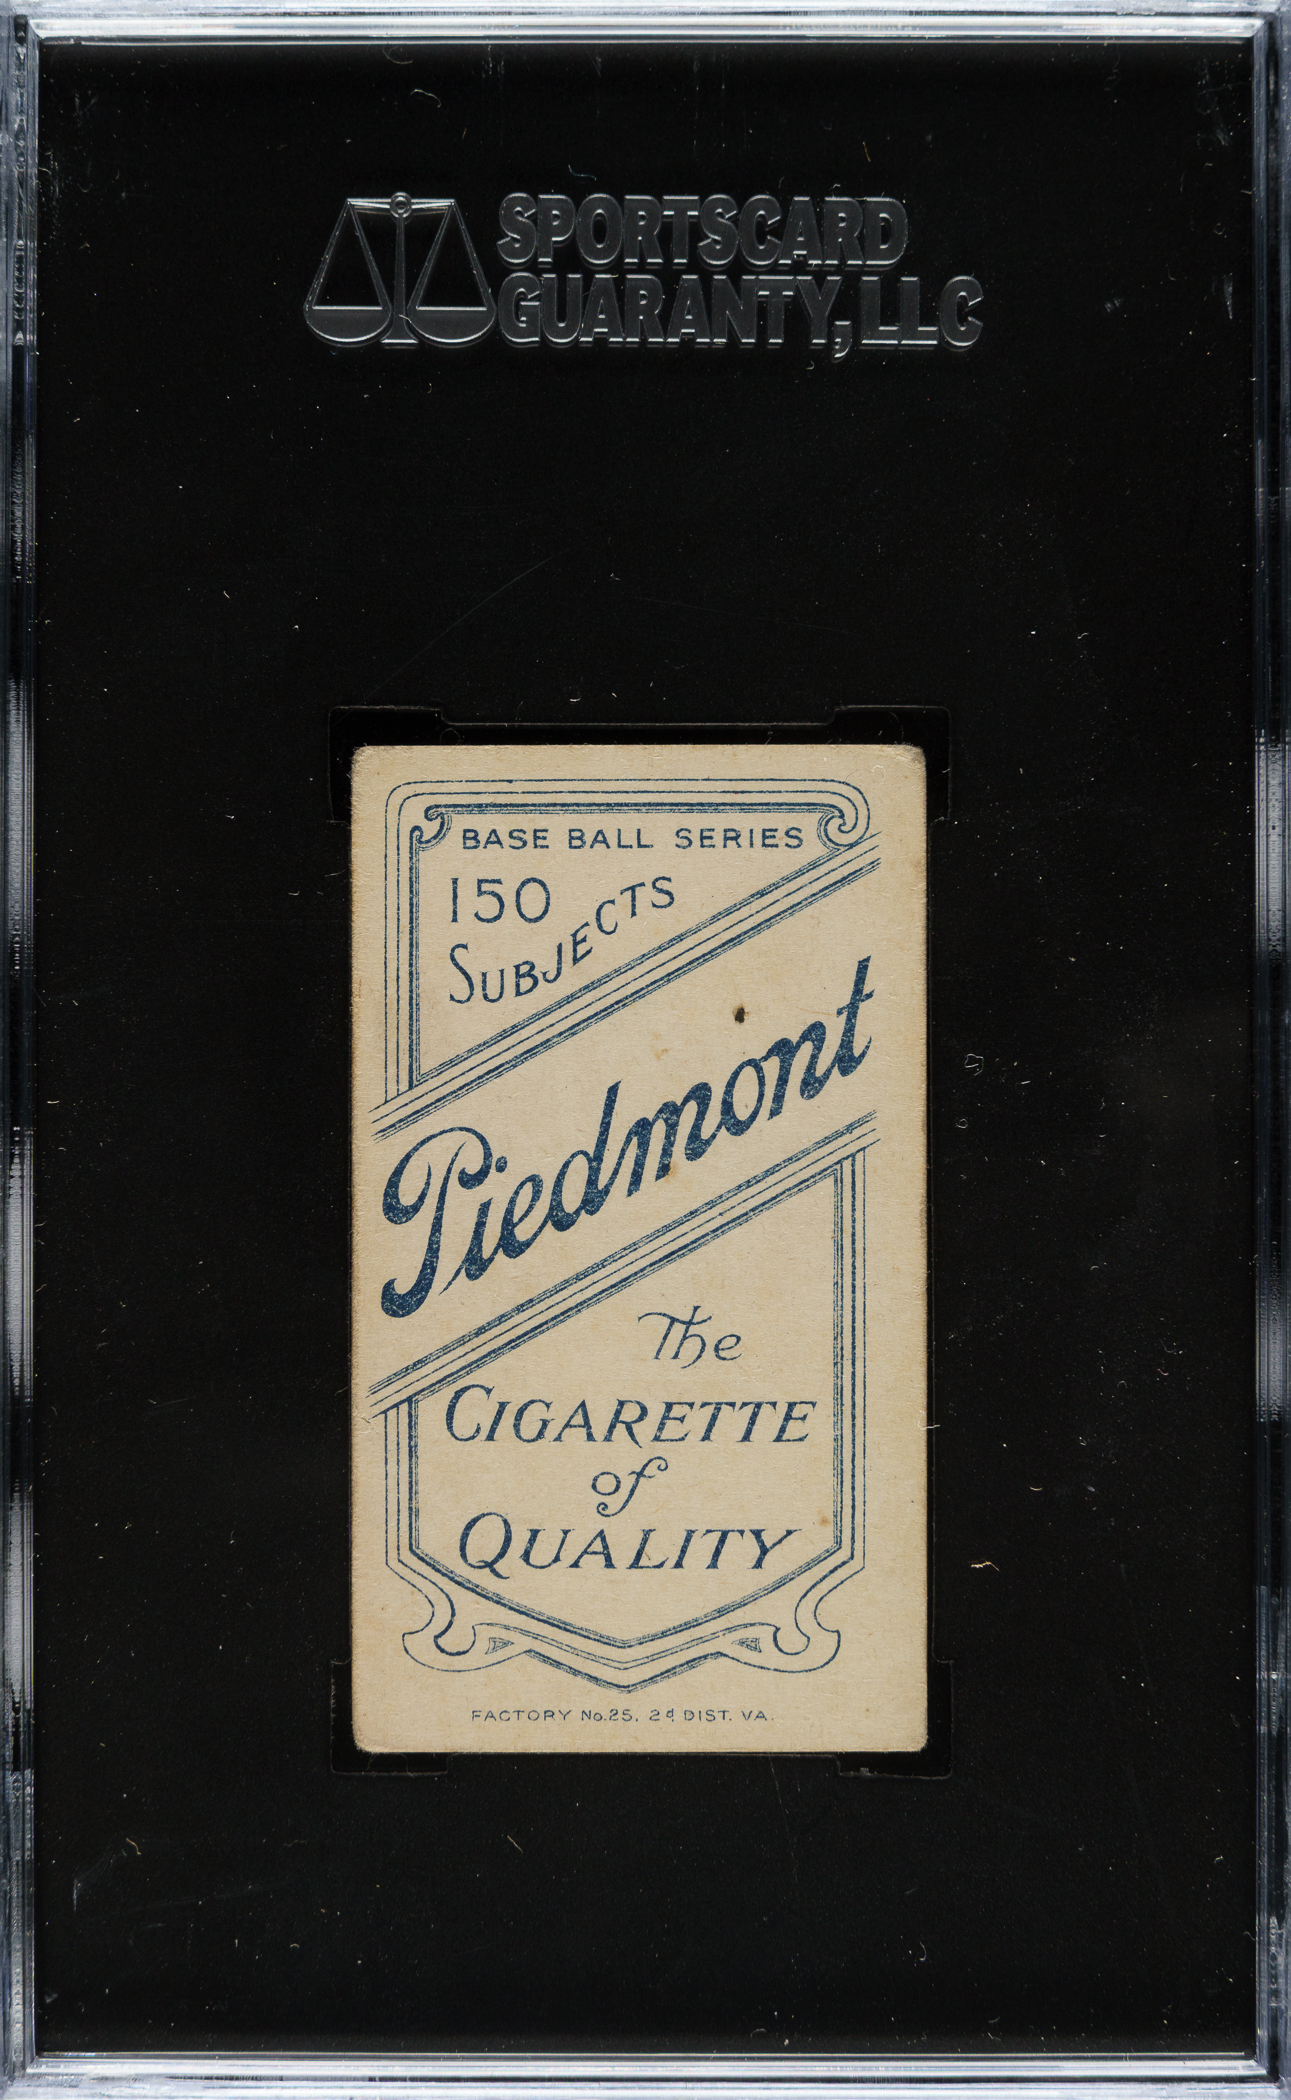 SPORTSCARD
GUARANTY, LLC
BASE BALL SERIES
150
SUBJECTS
Piedmont
The
CIGARETTE
of
QUALITY
FACTORY No. 25, 2d DIST. VA.